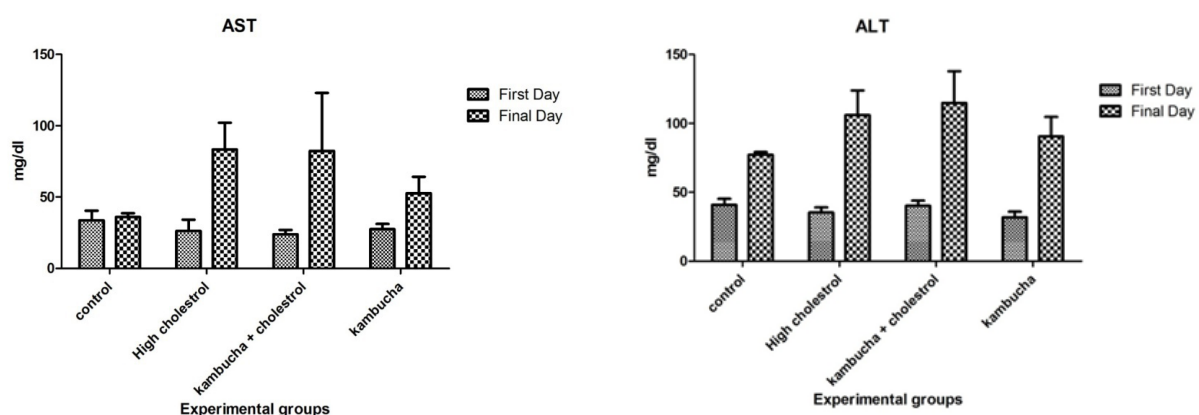 AST
150
100
50
0
mg/dl
First Day
Final Day
control
High cholestrol
kambucha + cholestrol
kambucha
Experimental groups
ALT
150
100
50
0
mg/dl
First Day
Final Day
control
High cholestrol
kambucha + cholestrol
kambucha
Experimental groups